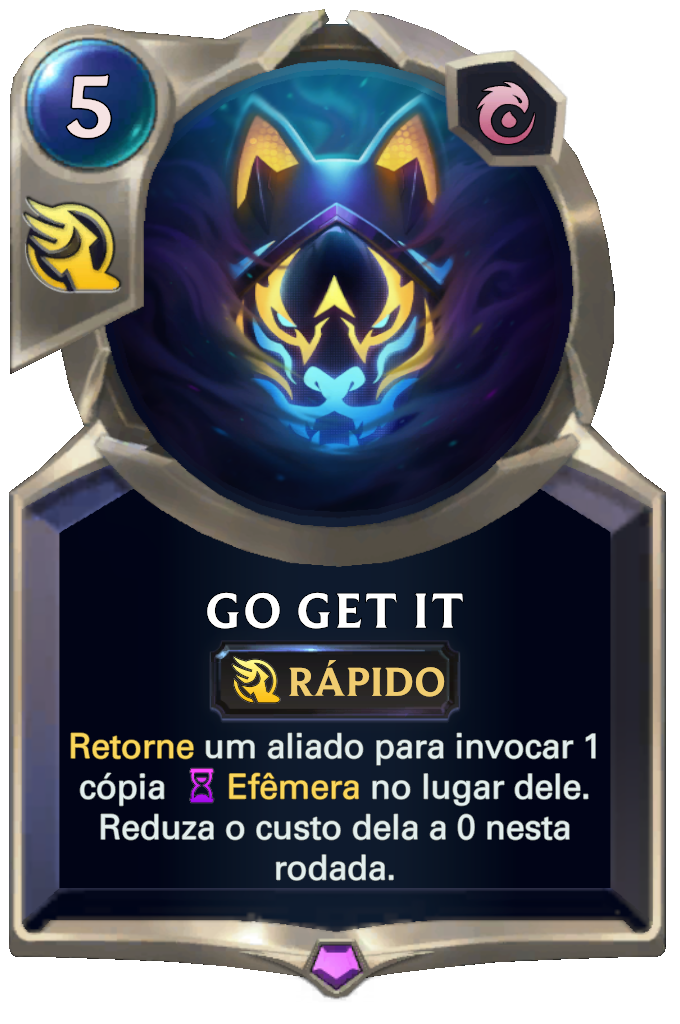 5
GO GET IT
RÁPIDO
Retorne um aliado para invocar 1
cópia Efêmera no lugar dele.
Reduza o custo dela a 0 nesta
rodada.